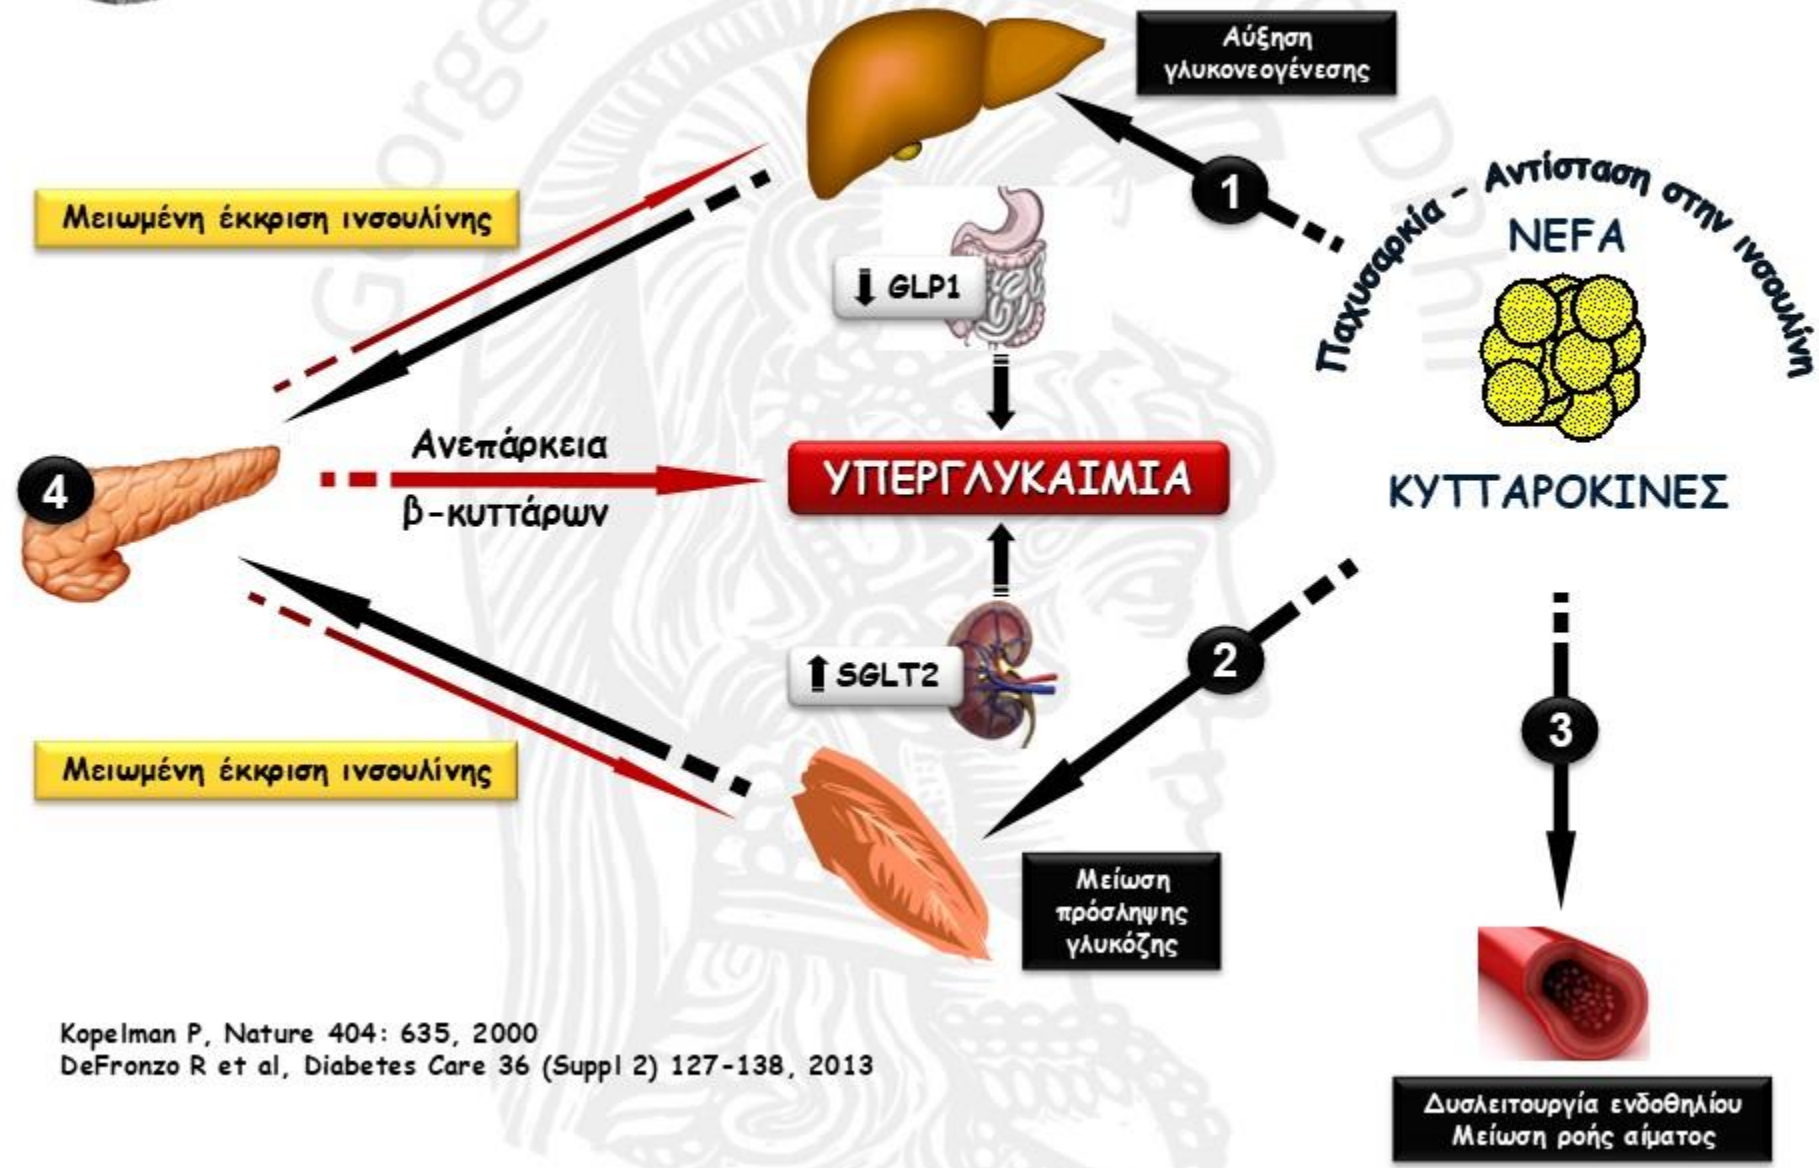 Αύξηση
γλυκονεογένεσης
1
Παχυσαρκία - Αντίσταση στην ινσουλίνη
NEFA
Μειωμένη έκκριση ινσουλίνης
GLP1
4
Ανεπάρκεια
β-κυττάρων
ΥΠΕΡΓΛΥΚΑΙΜΙΑ
ΚΥΤΤΑΡΟΚΙΝΕΣ
2
SGLT2
3
Μειωμένη έκκριση ινσουλίνης
Μείωση
πρόσληψης
γλυκόζης
Kopelman P, Nature 404: 635, 2000
DeFronzo R et al, Diabetes Care 36 (Suppl 2) 127-138, 2013
Δυσλειτουργία ενδοθηλίου
Μείωση ροής αίματος
George
DPhil